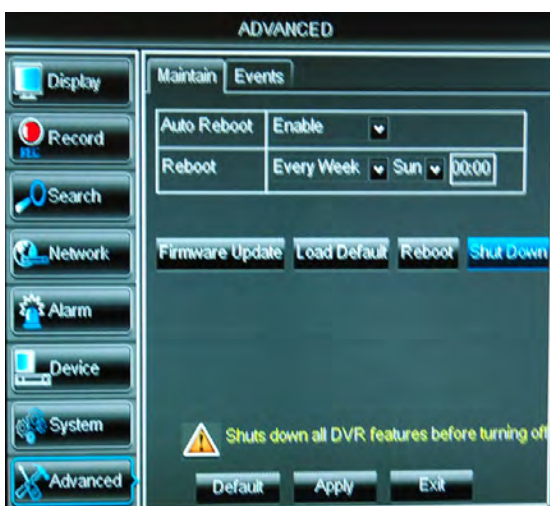 ADVANCED
Display
Record
REC
Search
Network
Alarm
Device
System
Advanced
Maintain Events
Auto Reboot Enable
Reboot Every Week Sun 00:00
Firmware Update Load Default Reboot Shut Down
Shuts down all DVR features before turning off
Default Apply Exit